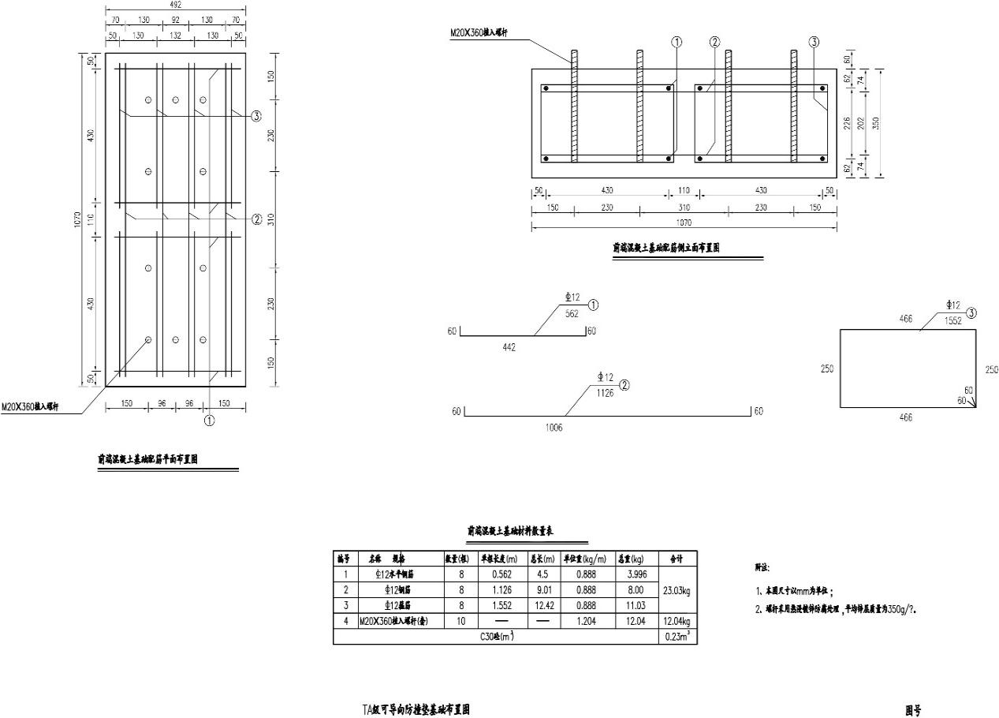 492
70 130 92 130 70
50 130 132 130 50
50
430
110
430
50
1070
150
230
310
230
150
③
②
M20X360植入螺杆
150 96 96 150
①
前端混凝土基础配筋平面布置图
M20X360植入螺杆
① ② ③
60
62 74
226 202 350
62 74
50 430 110 430 50
150 230 310 230 150
1070
前端混凝土基础配筋侧立面布置图
Φ12 ①
562
60 60
442
Φ12 ②
1126
60 60
1006
Φ12 ③
466 1552
250 250
60
60
466
前端混凝土基础材料数量表
编号 名称 规格 数量(根) 单根长度(m) 总长(m) 单位重(kg/m) 总重(kg) 合计
1 Φ12水平钢筋 8 0.562 4.5 0.888 3.996 23.03kg
2 Φ12钢筋 8 1.126 9.01 0.888 8.00
3 Φ12箍筋 8 1.552 12.42 0.888 11.03
4 M20X360植入螺杆(套) 10 — — 1.204 12.04 12.04kg
C30砼(m³) 0.23m³
附注:
1、本图尺寸以mm为单位;
2、螺杆采用热浸镀锌防腐处理,平均锌层质量为350g/?。
TA级可导向防撞垫基础布置图
图号